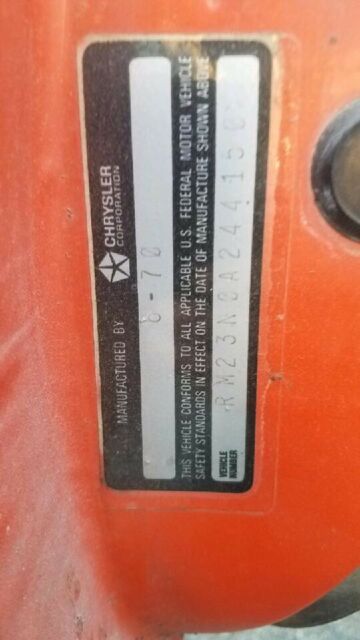 MANUFACTURED BY CHRYSLER CORPORATION
6-70
THIS VEHICLE CONFORMS TO ALL APPLICABLE U.S. FEDERAL MOTOR VEHICLE
SAFETY STANDARDS IN EFFECT ON THE DATE OF MANUFACTURE SHOWN ABOVE
VEHICLE NUMBER
RM23N0A244150